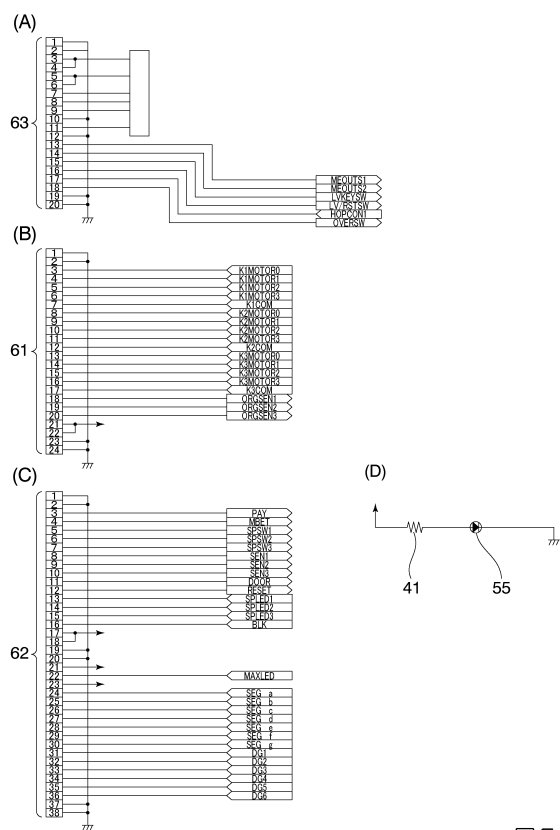 (A)
63
1
2
3
4
5
6
7
8
9
10
11
12
13
14
15
16
17
18
19
20
MEOUTS1
MEOUTS2
LVKEYSW
LV/RSTSW
HOPCON1
OVERSW
(B)
61
1
2
3 K1MOTOR0
4 K1MOTOR1
5 K1MOTOR2
6 K1MOTOR3
7 K1COM
8 K2MOTOR0
9 K2MOTOR1
10 K2MOTOR2
11 K2MOTOR3
12 K2COM
13 K3MOTOR0
14 K3MOTOR1
15 K3MOTOR2
16 K3MOTOR3
17 K3COM
18 ORGSEN1
19 ORGSEN2
20 ORGSEN3
21
22
23
24
(C)
62
1
2
3 PAY
4 MBET
5 SPSW1
6 SPSW2
7 SPSW3
8 SEN1
9 SEN2
10 SEN3
11 DOOR
12 RESET
13 SPLED1
14 SPLED2
15 SPLED3
16 BLK
17
18
19
20
21
22 MAXLED
23
24 SEG a
25 SEG b
26 SEG c
27 SEG d
28 SEG e
29 SEG f
30 SEG g
31 DG1
32 DG2
33 DG3
34 DG4
35 DG5
36 DG6
37
38
(D)
41 55